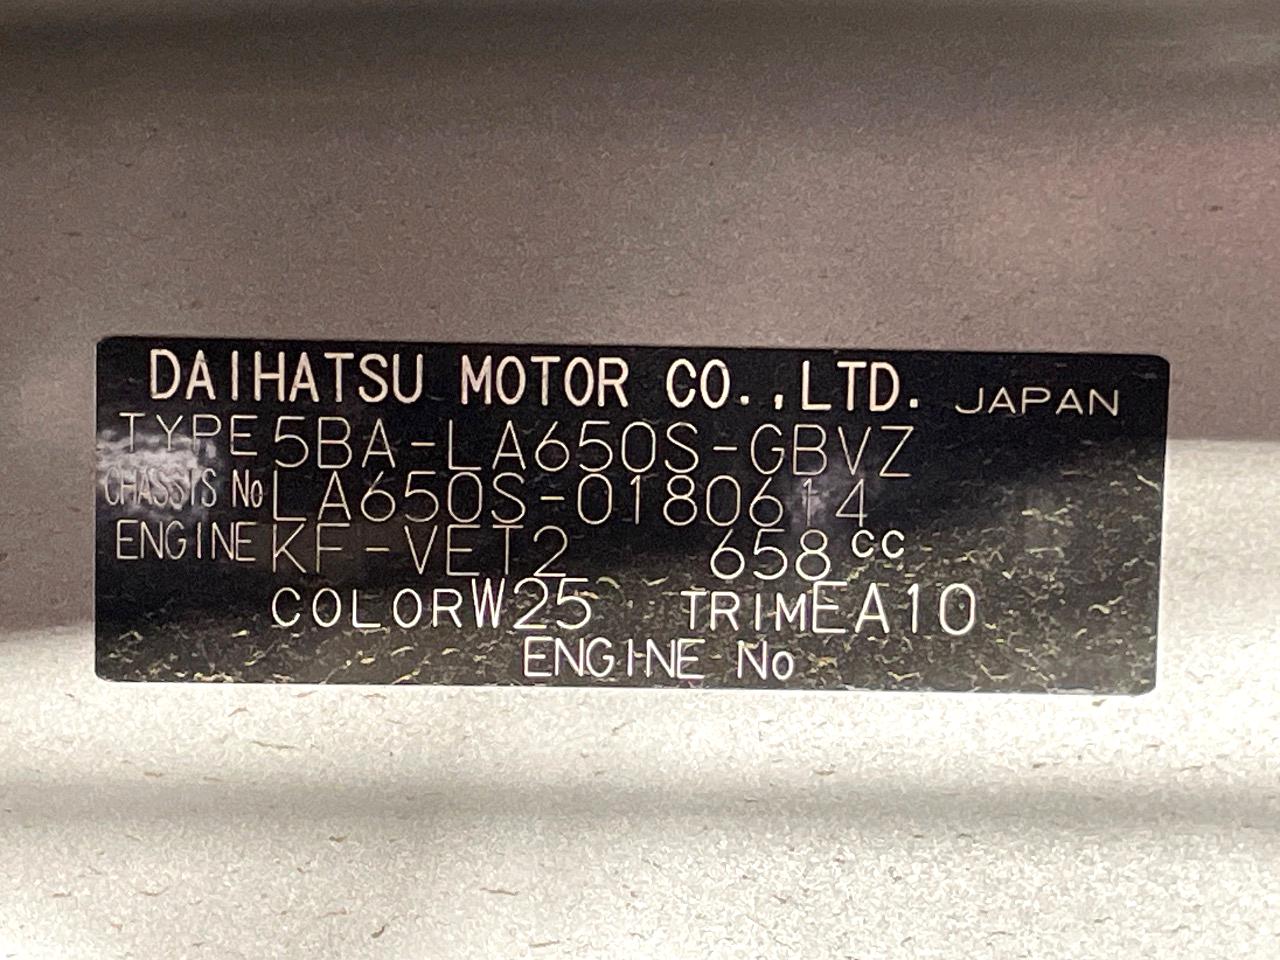 DAIHATSU MOTOR CO.,LTD. JAPAN
TYPE 5BA-LA650S-GBVZ
CHASSIS No LA650S-0180614
ENGINE KF-VET2 658cc
COLOR W25 TRIM EA10
ENGINE No